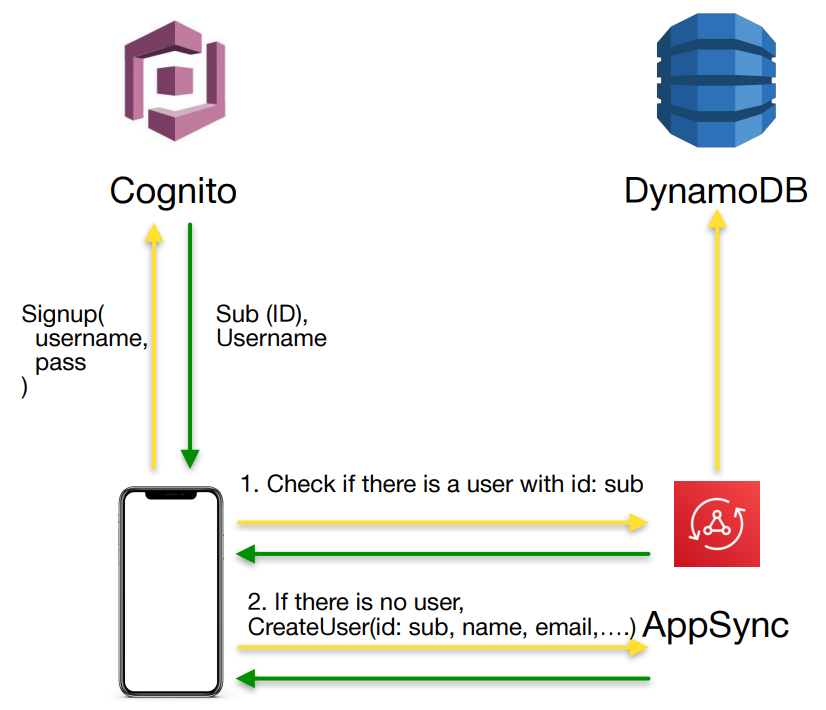 Cognito
DynamoDB
Signup(
username,
pass
)
Sub (ID),
Username
1. Check if there is a user with id: sub
2. If there is no user,
CreateUser(id: sub, name, email,….)
AppSync